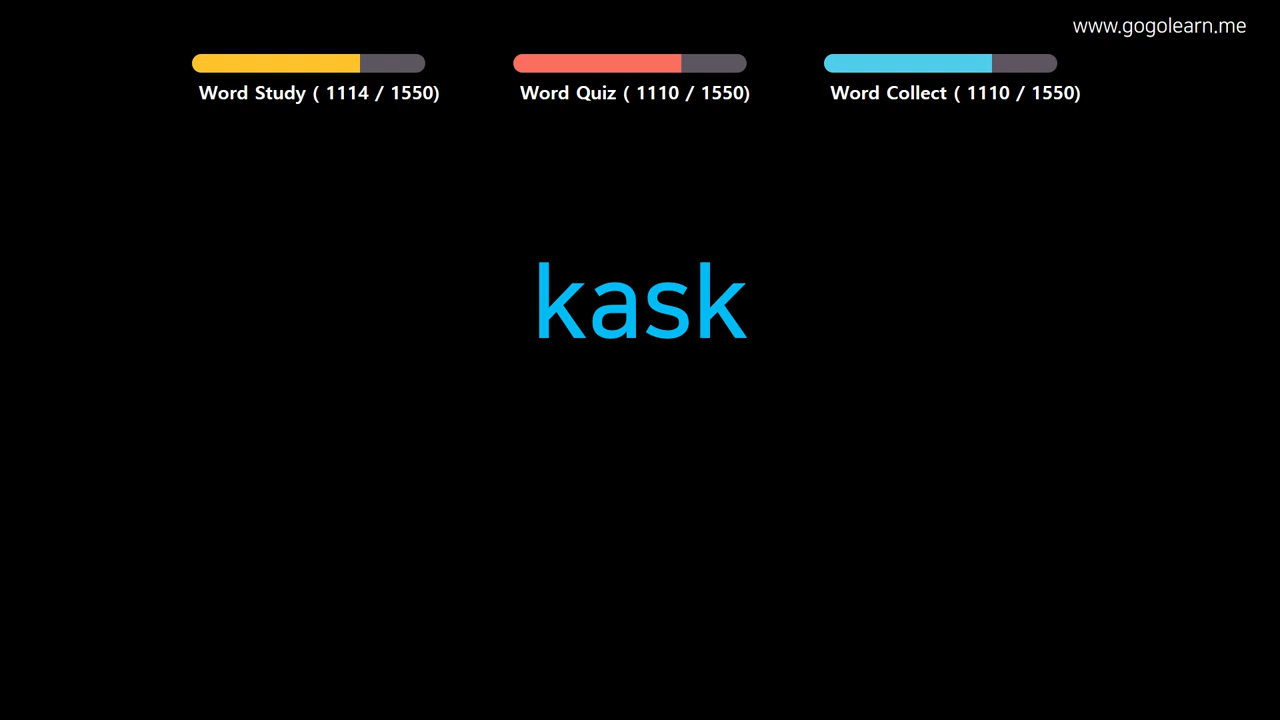 www.gogolearn.me
Word Study ( 1114 / 1550)
Word Quiz ( 1110 / 1550)
Word Collect ( 1110 / 1550)
kask